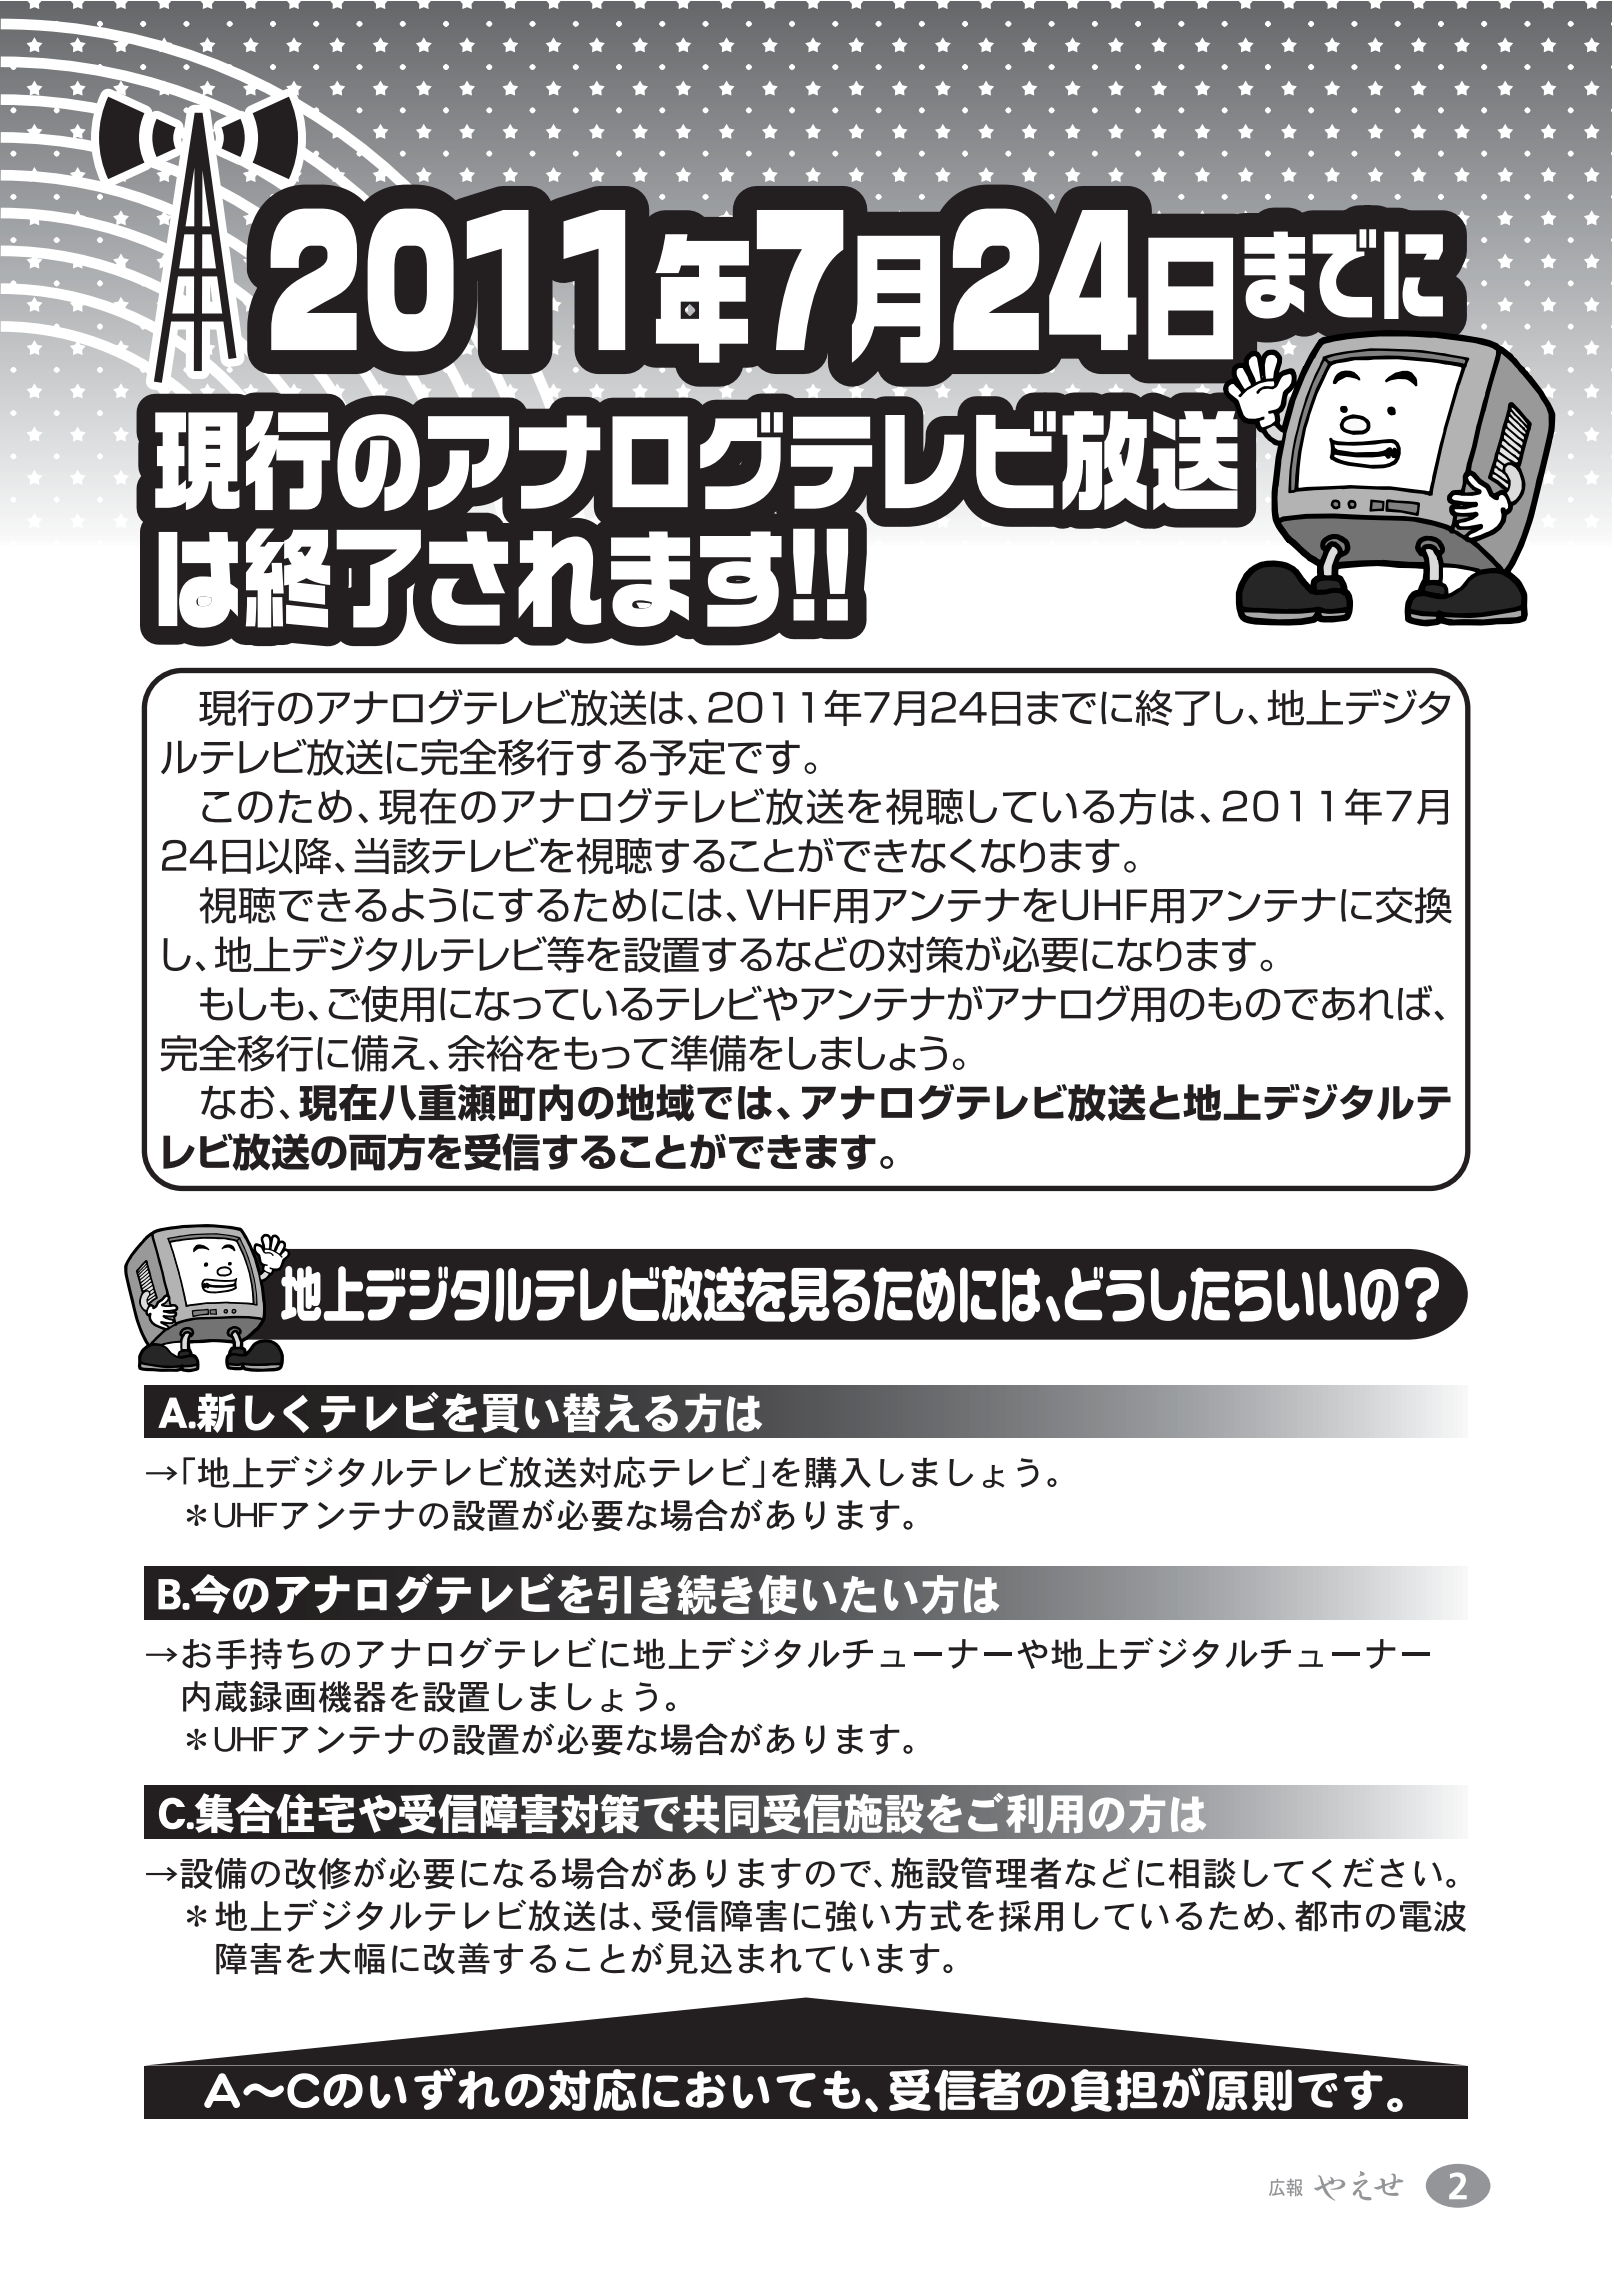 2011年7月24日までに
現行のアナログテレビ放送
は終了されます!!
現行のアナログテレビ放送は、2011年7月24日までに終了し、地上デジタ
ルテレビ放送に完全移行する予定です。
このため、現在のアナログテレビ放送を視聴している方は、2011年7月
24日以降、当該テレビを視聴することができなくなります。
視聴できるようにするためには、VHF用アンテナをUHF用アンテナに交換
し、地上デジタルテレビ等を設置するなどの対策が必要になります。
もしも、ご使用になっているテレビやアンテナがアナログ用のものであれば、
完全移行に備え、余裕をもって準備をしましょう。
なお、現在八重瀬町内の地域では、アナログテレビ放送と地上デジタルテ
レビ放送の両方を受信することができます。
地上デジタルテレビ放送を見るためには、どうしたらいいの？
A.新しくテレビを買い替える方は
→「地上デジタルテレビ放送対応テレビ」を購入しましょう。
＊UHFアンテナの設置が必要な場合があります。
B.今のアナログテレビを引き続き使いたい方は
→お手持ちのアナログテレビに地上デジタルチューナーや地上デジタルチューナー
内蔵録画機器を設置しましょう。
＊UHFアンテナの設置が必要な場合があります。
C.集合住宅や受信障害対策で共同受信施設をご利用の方は
→設備の改修が必要になる場合がありますので、施設管理者などに相談してください。
＊地上デジタルテレビ放送は、受信障害に強い方式を採用しているため、都市の電波
障害を大幅に改善することが見込まれています。
A〜Cのいずれの対応においても、受信者の負担が原則です。
広報 やえせ 2